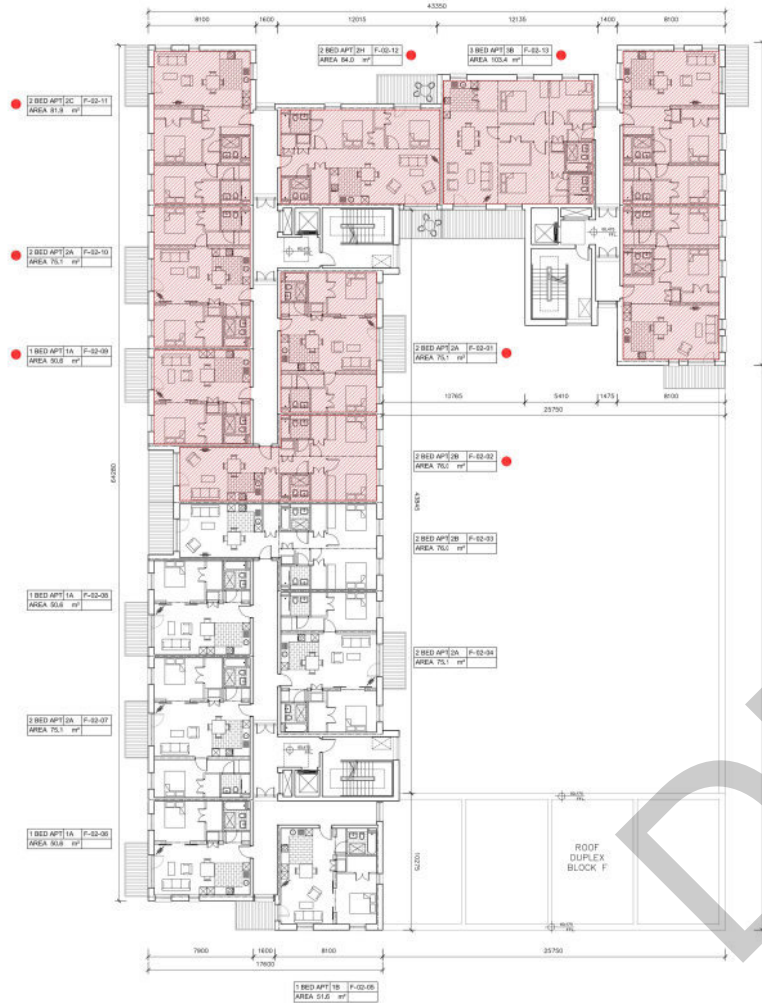 43350
8100 1600 12015 12135 1400 8100
2 BED APT 2H F-02-12
AREA 84.0 m²
3 BED APT 3B F-02-13
AREA 103.4 m²
2 BED APT 2C F-02-11
AREA 81.9 m²
2 BED APT 2A F-02-10
AREA 75.1 m²
1 BED APT 1A F-02-09
AREA 50.6 m²
2 BED APT 2A F-02-01
AREA 75.1 m²
5410 1475 8100
25750
64280
2 BED APT 2B F-02-02
AREA 76.0 m²
43840
2 BED APT 2B F-02-03
AREA 76.0 m²
1 BED APT 1A F-02-08
AREA 50.6 m²
2 BED APT 2A F-02-04
AREA 75.1 m²
2 BED APT 2A F-02-07
AREA 75.1 m²
1 BED APT 1A F-02-06
AREA 50.6 m²
10275
ROOF
DUPLEX
BLOCK F
7900 1600 8100 25750
17600
1 BED APT 1B F-02-05
AREA 51.6 m²